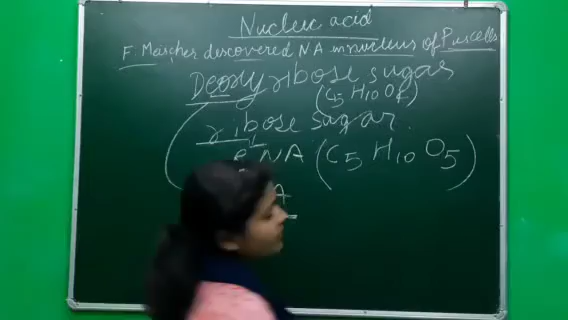 Nucleic acid
F. Meischer discovered NA in nucleus of Pus cells
Deoxyribose sugar
(C5 H10 O4)
ribose sugar.
RNA (C5 H10 O5)
A